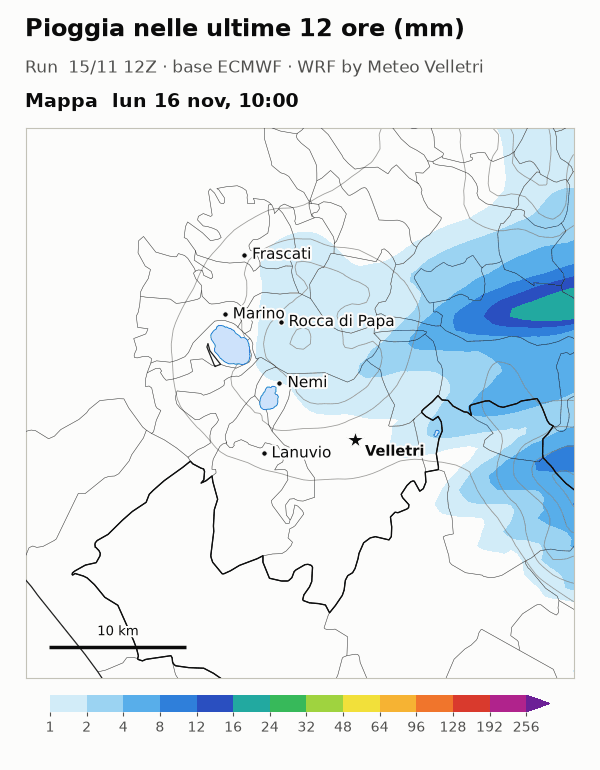 Pioggia nelle ultime 12 ore (mm)
Run 15/11 12Z · base ECMWF · WRF by Meteo Velletri
Mappa lun 16 nov, 10:00
Frascati
Marino
Rocca di Papa
Nemi
Velletri
Lanuvio
10 km
1 2 4 8 12 16 24 32 48 64 96 128 192 256